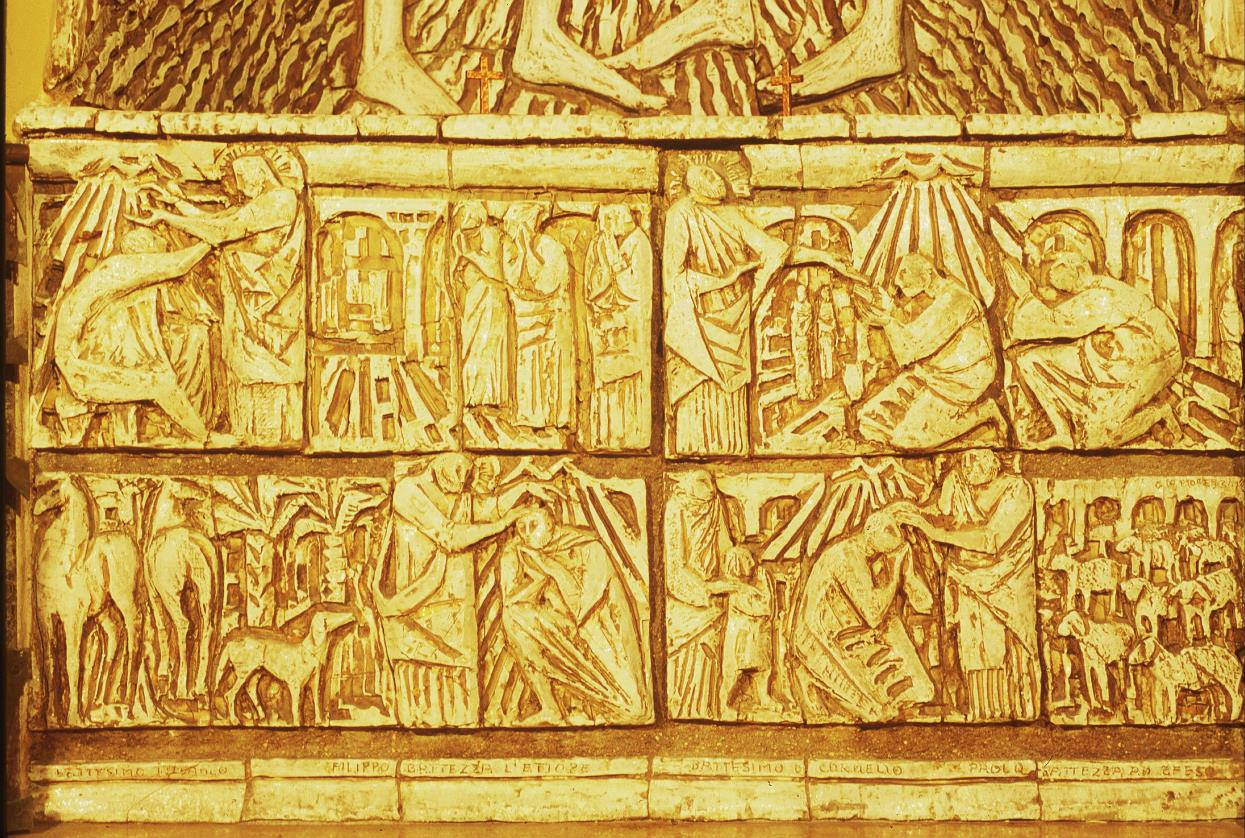 BATTESIMO DI PAOLO FILIPPO BATTEZZA L'ETIOPE BATTESIMO DI CORNELIO PAOLO BATTEZZA AD EFESO